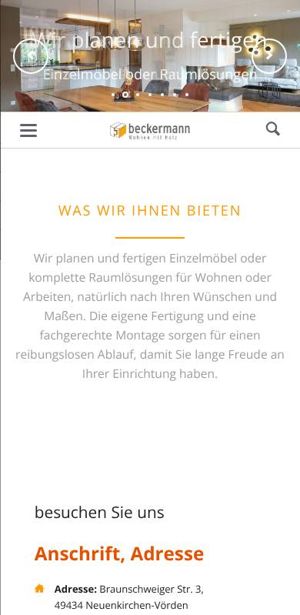 Wir planen und fertigen
Einzelmöbel oder Raumlösungen
beckermann
Wohnen mit Holz
WAS WIR IHNEN BIETEN
Wir planen und fertigen Einzelmöbel oder
komplette Raumlösungen für Wohnen oder
Arbeiten, natürlich nach Ihren Wünschen und
Maßen. Die eigene Fertigung und eine
fachgerechte Montage sorgen für einen
reibungslosen Ablauf, damit Sie lange Freude an
Ihrer Einrichtung haben.
besuchen Sie uns
Anschrift, Adresse
Adresse: Braunschweiger Str. 3,
49434 Neuenkirchen-Vörden